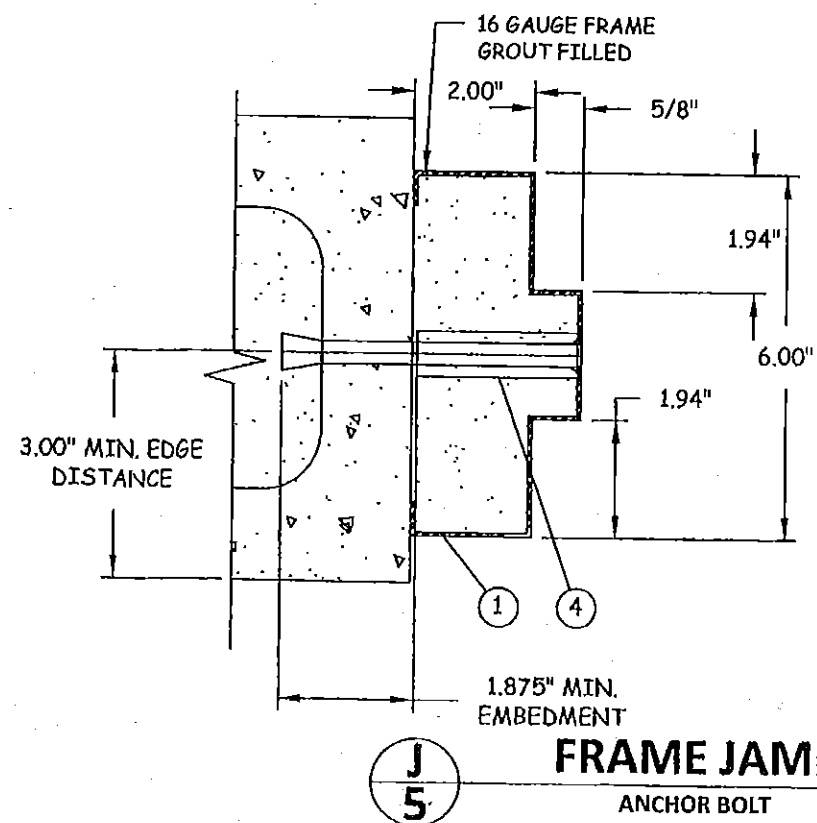 16 GAUGE FRAME
GROUT FILLED
2.00"
5/8"
1.94"
6.00"
1.94"
3.00" MIN. EDGE
DISTANCE
1
4
1.875" MIN.
EMBEDMENT
J
5
FRAME JAM
ANCHOR BOLT